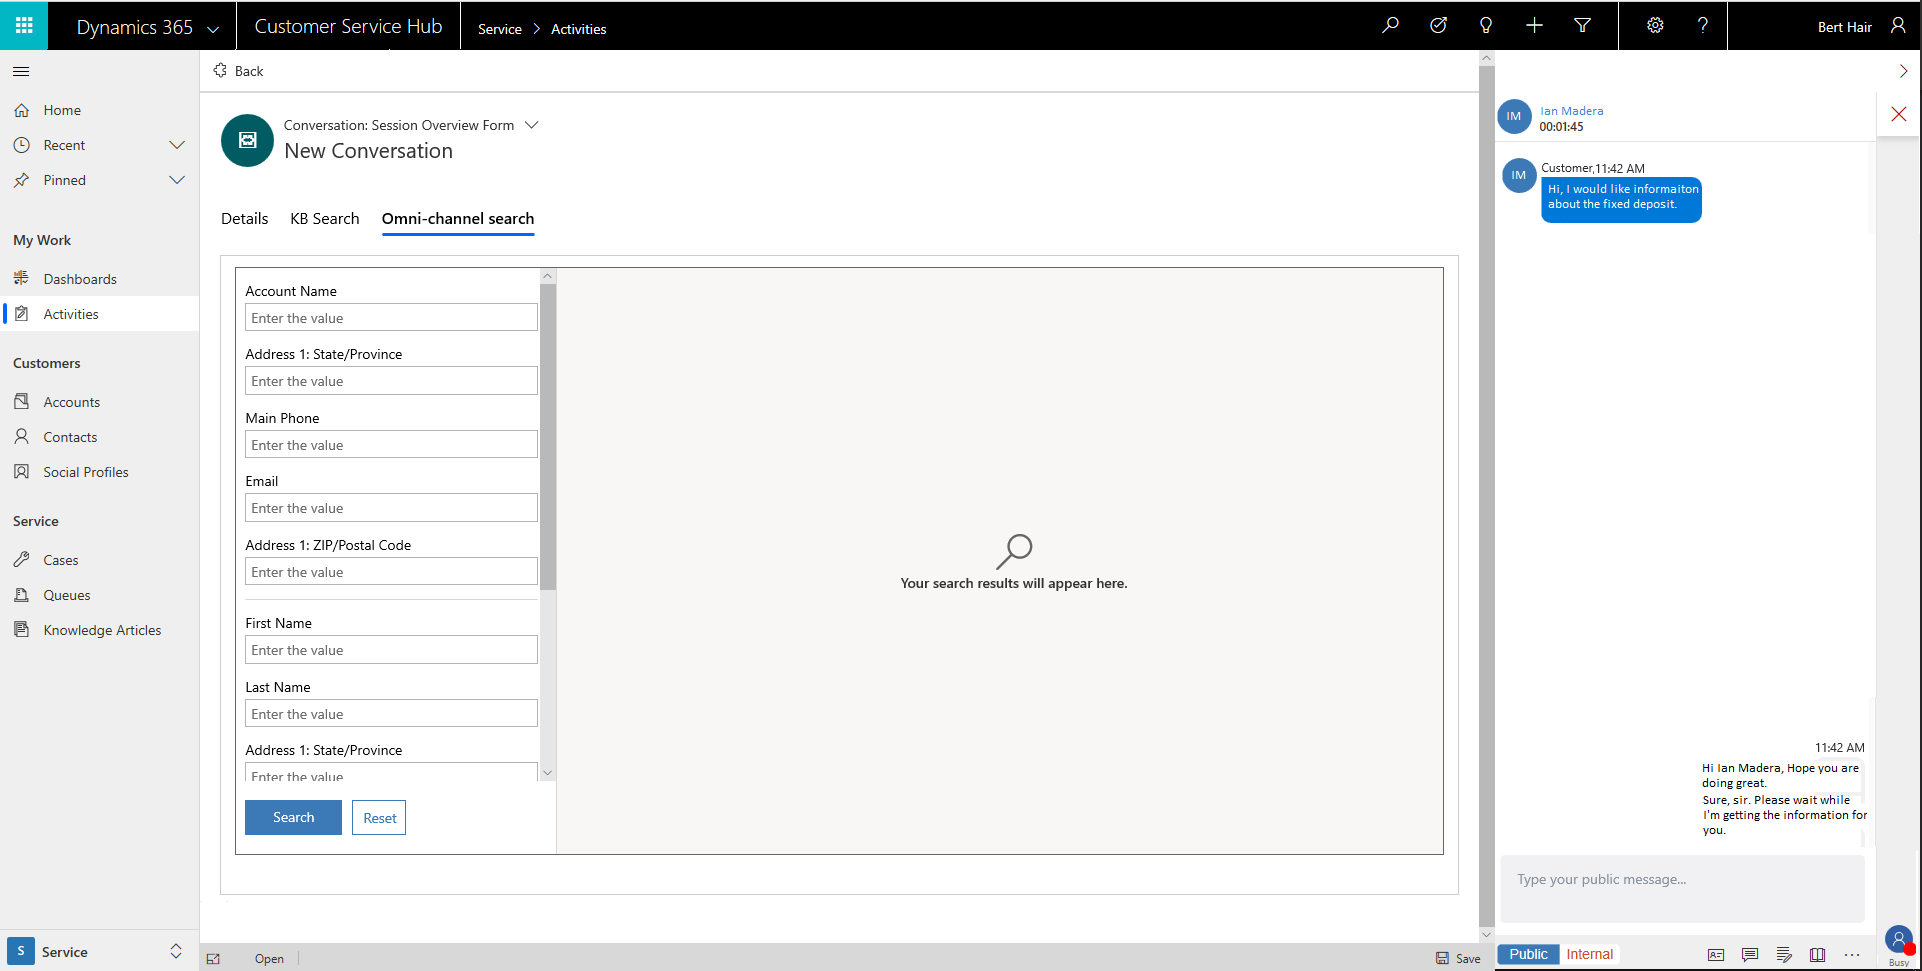 Dynamics 365
Customer Service Hub
Service > Activities
Bert Hair
Home
Recent
Pinned
My Work
Dashboards
Activities
Customers
Accounts
Contacts
Social Profiles
Service
Cases
Queues
Knowledge Articles
S Service
Back
Conversation: Session Overview Form
New Conversation
Details KB Search Omni-channel search
Account Name
Enter the value
Address 1: State/Province
Enter the value
Main Phone
Enter the value
Email
Enter the value
Address 1: ZIP/Postal Code
Enter the value
First Name
Enter the value
Last Name
Enter the value
Address 1: State/Province
Enter the value
Search Reset
Your search results will appear here.
Open
Save
IM Ian Madera
00:01:45
IM Customer,11:42 AM
Hi, I would like informaiton
about the fixed deposit.
11:42 AM
Hi Ian Madera, Hope you are
doing great.
Sure, sir. Please wait while
I'm getting the information for
you.
Type your public message...
Public Internal
Busy